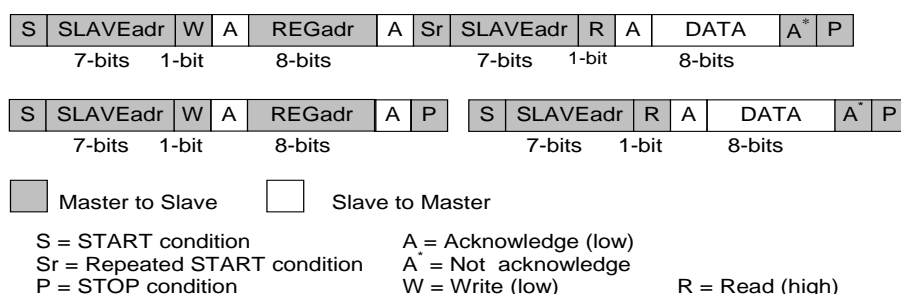 S SLAVEadr W A REGadr A Sr SLAVEadr R A DATA A* P
7-bits 1-bit 8-bits 7-bits 1-bit 8-bits
S SLAVEadr W A REGadr A P S SLAVEadr R A DATA A* P
7-bits 1-bit 8-bits 7-bits 1-bit 8-bits
Master to Slave Slave to Master
S = START condition A = Acknowledge (low)
Sr = Repeated START condition A* = Not acknowledge
P = STOP condition W = Write (low) R = Read (high)